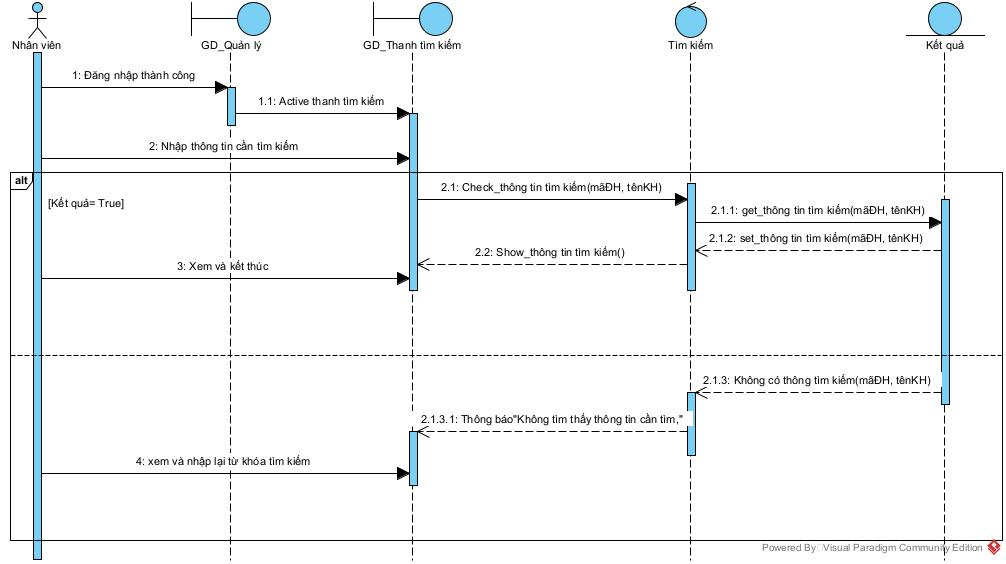 Nhân viên
GD_Quản lý
GD_Thanh tìm kiếm
Tìm kiếm
Kết quả
1: Đăng nhập thành công
1.1: Active thanh tìm kiếm
2: Nhập thông tin cần tìm kiếm
alt
[Kết quả= True]
2.1: Check_thông tin tìm kiếm(mãĐH, tênKH)
2.1.1: get_thông tin tìm kiếm(mãĐH, tênKH)
2.1.2: set_thông tin tìm kiếm(mãĐH, tênKH)
2.2: Show_thông tin tìm kiếm()
3: Xem và kết thúc
2.1.3: Không có thông tìm kiếm(mãĐH, tênKH)
2.1.3.1: Thông báo"Không tìm thấy thông tin cần tìm,"
4: xem và nhập lại từ khóa tìm kiếm
Powered By Visual Paradigm Community Edition